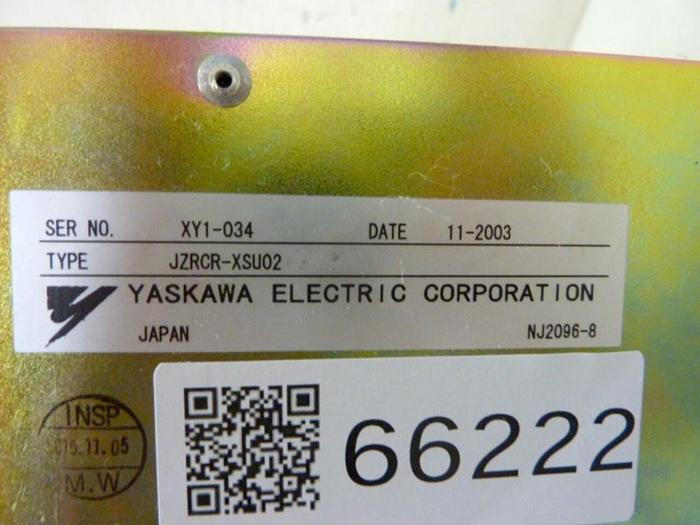 SER NO. XY1-034 DATE 11-2003
TYPE JZRCR-XSU02
YASKAWA ELECTRIC CORPORATION
JAPAN NJ2096-8
INSP
M.W
66222